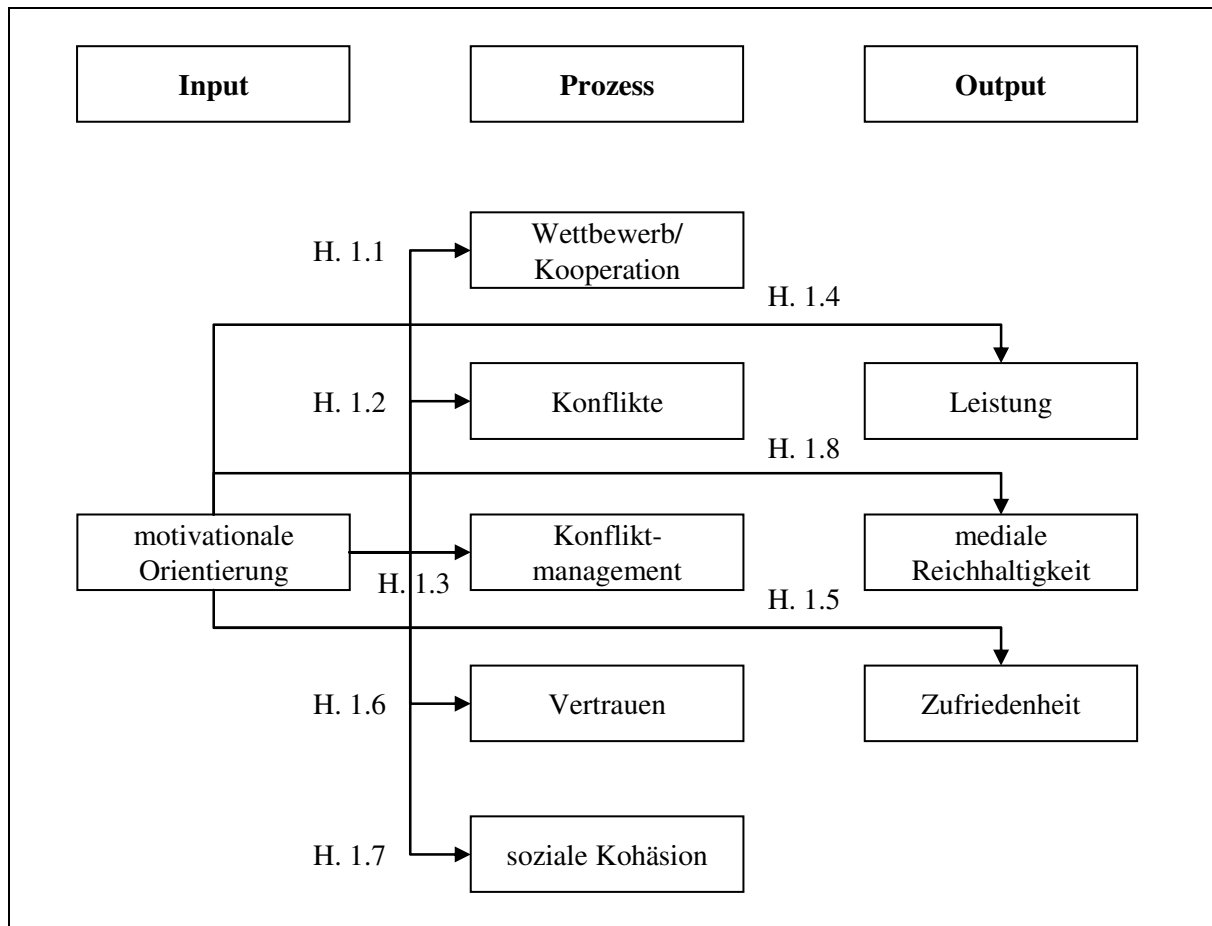 Input
Prozess
Output
H. 1.1
Wettbewerb/
Kooperation
H. 1.4
H. 1.2
Konflikte
Leistung
H. 1.8
motivationale
Orientierung
H. 1.3
Konflikt-
management
mediale
Reichhaltigkeit
H. 1.5
H. 1.6
Vertrauen
Zufriedenheit
H. 1.7
soziale Kohäsion